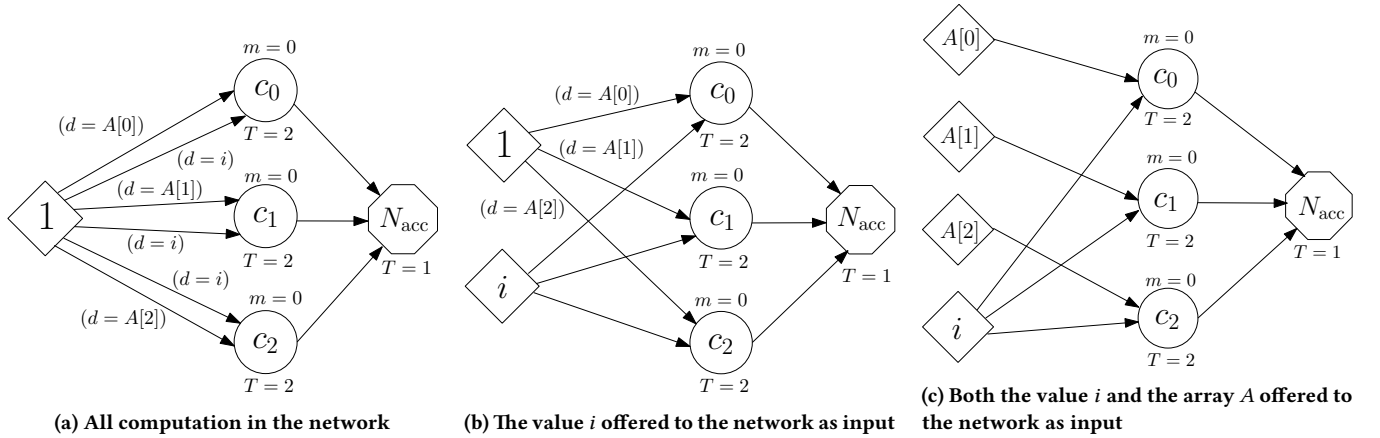 m = 0
c₀
T = 2
(d = A[0])
(d = i)
1
(d = A[1])
m = 0
c₁
(d = i)
T = 2
N_acc
T = 1
(d = i)
m = 0
(d = A[2])
c₂
T = 2
(a) All computation in the network
m = 0
(d = A[0])
c₀
T = 2
1
(d = A[1])
m = 0
(d = A[2])
c₁
T = 2
N_acc
T = 1
i
m = 0
c₂
T = 2
(b) The value i offered to the network as input
A[0]
m = 0
c₀
T = 2
A[1]
m = 0
c₁
T = 2
A[2]
N_acc
T = 1
m = 0
i
c₂
T = 2
(c) Both the value i and the array A offered to
the network as input